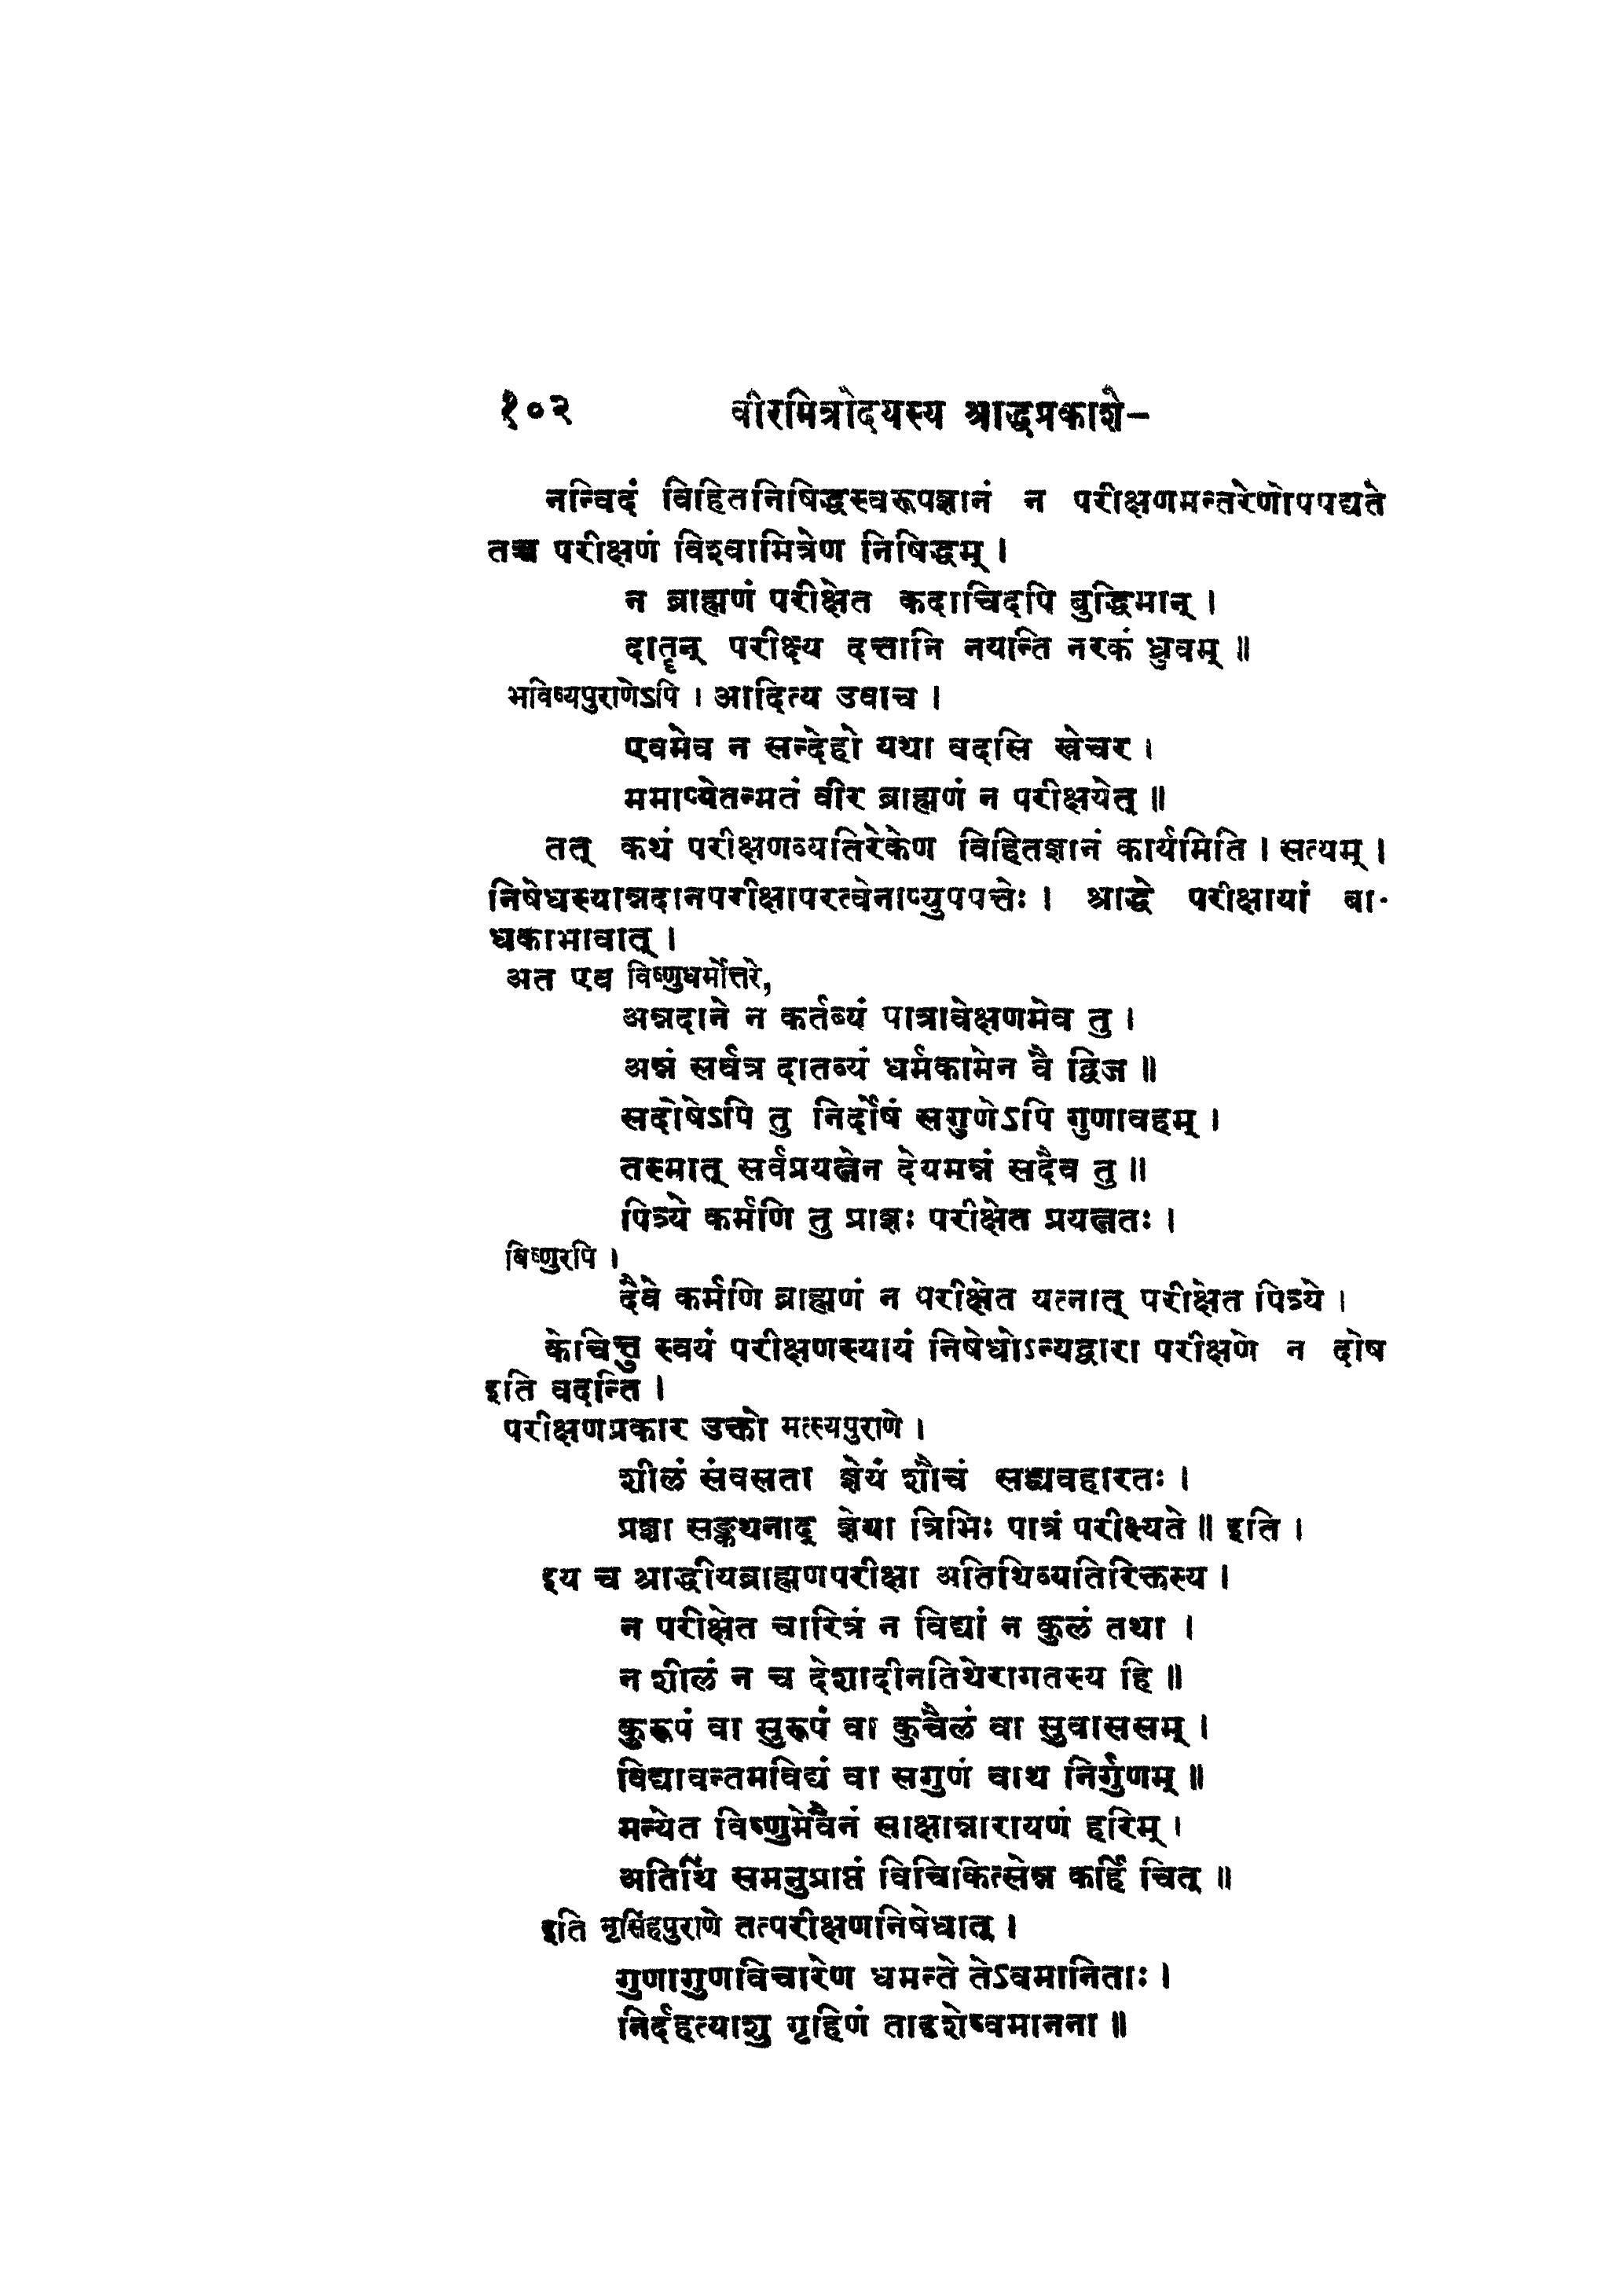 १०२ वीरमित्रोदयस्य श्राद्धप्रकाशे-
नन्विदं विहितनिषिद्धस्वरूपज्ञानं न परीक्षणमन्तरेणोपपद्यते
तच्च परीक्षणं विश्वामित्रेण निषिद्धम् ।
न ब्राह्मणं परीक्षेत कदाचिदपि बुद्धिमान् ।
दातॄन् परीक्ष्य दत्तानि नयन्ति नरकं ध्रुवम् ॥
भविष्यपुराणेऽपि । आदित्य उवाच ।
एवमेव न सन्देहो यथा वदसि खेचर ।
ममाप्येतन्मतं वीर ब्राह्मणं न परीक्षयेत् ॥
तत् कथं परीक्षणव्यतिरेकेण विहितज्ञानं कार्यमिति । सत्यम् ।
निषेधस्यान्नदानपरीक्षापरत्वेनाप्युपपत्तेः । श्राद्धे परीक्षायां बा-
धकाभावात् ।
अत एव विष्णुधर्मोत्तरे,
अन्नदाने न कर्तव्यं पात्रावेक्षणमेव तु ।
अन्नं सर्वत्र दातव्यं धर्मकामेन वै द्विज ॥
सदोषेऽपि तु निर्दोषं सगुणेऽपि गुणावहम् ।
तस्मात् सर्वप्रयत्नेन देयमन्नं सदैव तु ॥
पित्र्ये कर्मणि तु प्राज्ञः परीक्षेत प्रयत्नतः ।
विष्णुरपि ।
दैवे कर्मणि ब्राह्मणं न परीक्षेत यत्नात् परीक्षेत पित्र्ये ।
केचित्तु स्वयं परीक्षणस्यायं निषेधोऽन्यद्वारा परीक्षणे न दोष
इति वदन्ति ।
परीक्षणप्रकार उक्तो मत्स्यपुराणे ।
शीलं संवसता ज्ञेयं शौचं सद्व्यवहारतः ।
प्रज्ञा सङ्कथनाद् ज्ञेया त्रिभिः पात्रं परीक्ष्यते ॥ इति ।
इय च श्राद्धीयब्राह्मणपरीक्षा अतिथिव्यतिरिक्तस्य ।
न परीक्षेत चारित्रं न विद्यां न कुलं तथा ।
न शीलं न च देशादीनतिथेरागतस्य हि ॥
कुरूपं वा सुरूपं वा कुचैलं वा सुवाससम् ।
विद्यावन्तमविद्यं वा सगुणं वाथ निर्गुणम् ॥
मन्येत विष्णुमेवैनं साक्षान्नारायणं हरिम् ।
अतिथिं समनुप्राप्तं विचिकित्सेन्न कर्हि चित् ॥
इति नृसिंहपुराणे तत्परीक्षणनिषेधात् ।
गुणागुणविचारेण धमन्ते तेऽवमानिताः ।
निर्दहत्याशु गृहिणं तादृशेष्वमानना ॥